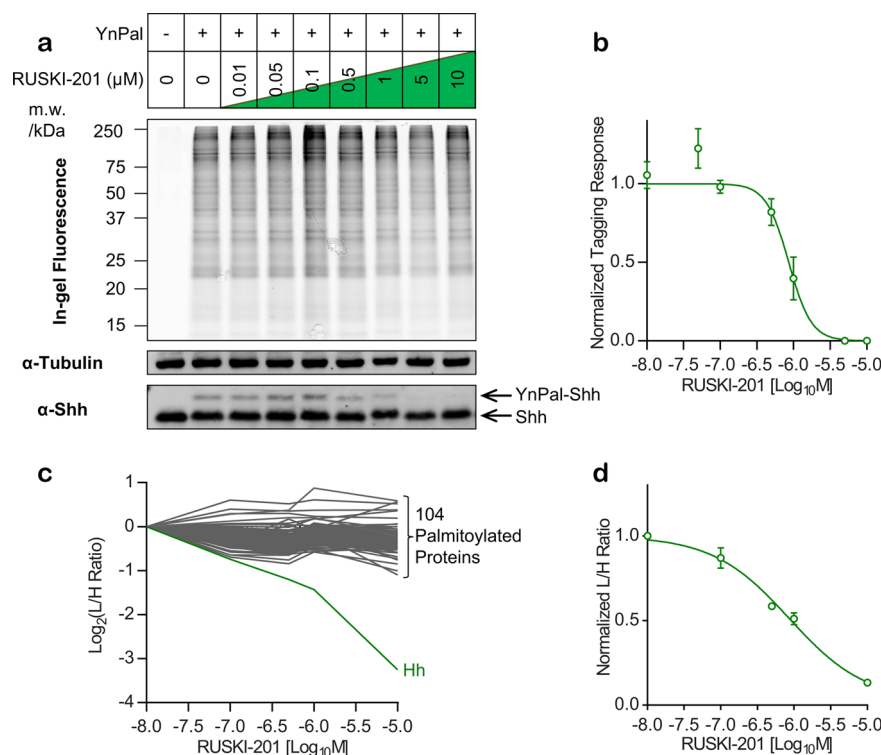 a
YnPal - + + + + + + + +
RUSKI-201 (µM) 0 0 0.01 0.05 0.1 0.5 1 5 10
m.w.
/kDa
250
75
50
37
25
20
15
In-gel Fluorescence
α-Tubulin
α-Shh
YnPal-Shh
Shh
b
Normalized Tagging Response
1.0
0.5
0.0
-8.0 -7.5 -7.0 -6.5 -6.0 -5.5 -5.0
RUSKI-201 [Log10M]
c
Log2(L/H Ratio)
1
0
-1
-2
-3
-4
104
Palmitoylated
Proteins
Hh
-8.0 -7.5 -7.0 -6.5 -6.0 -5.5 -5.0
RUSKI-201 [Log10M]
d
Normalized L/H Ratio
1.0
0.5
0.0
-8.0 -7.5 -7.0 -6.5 -6.0 -5.5 -5.0
RUSKI-201 [Log10M]